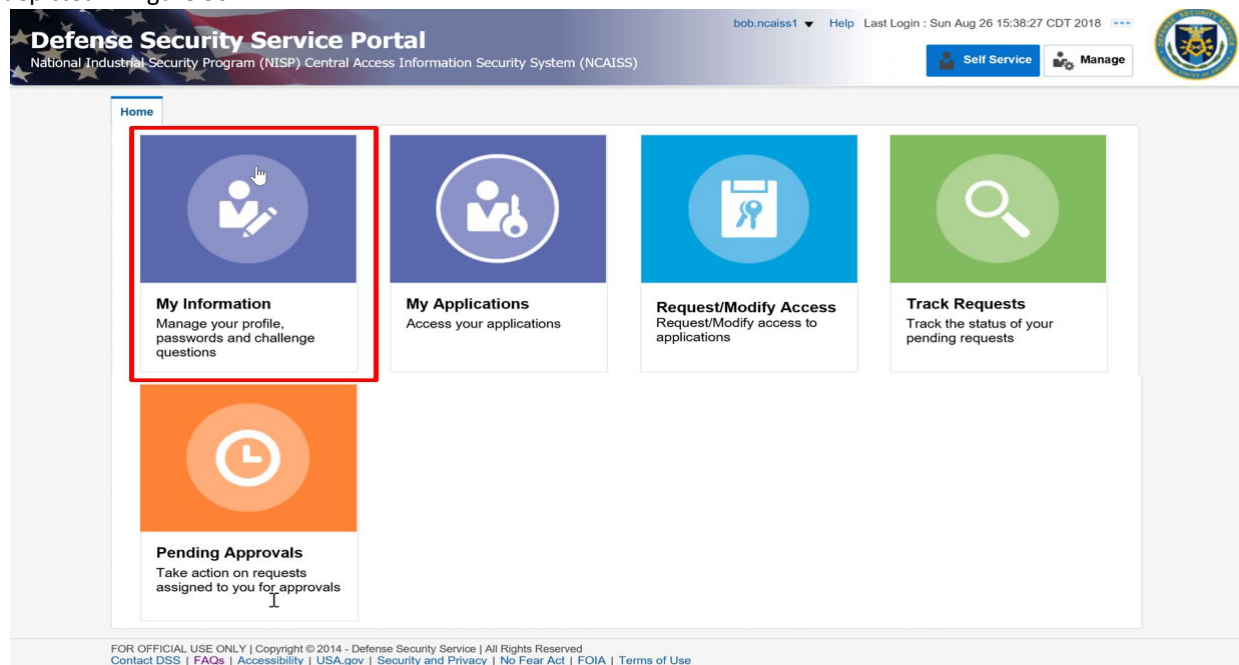 bob.ncaiss1 Help Last Login : Sun Aug 26 15:38:27 CDT 2018
Defense Security Service Portal
National Industrial Security Program (NISP) Central Access Information Security System (NCAISS)
Self Service Manage
Home
My Information
Manage your profile,
passwords and challenge
questions
My Applications
Access your applications
Request/Modify Access
Request/Modify access to
applications
Track Requests
Track the status of your
pending requests
Pending Approvals
Take action on requests
assigned to you for approvals
FOR OFFICIAL USE ONLY | Copyright © 2014 - Defense Security Service | All Rights Reserved
Contact DSS | FAQs | Accessibility | USA.gov | Security and Privacy | No Fear Act | FOIA | Terms of Use